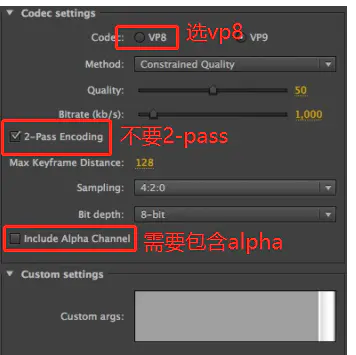 Codec settings
Codec: VP8 VP9 选vp8
Method: Constrained Quality
Quality: 50
Bitrate (kb/s): 1,000
2-Pass Encoding 不要2-pass
Max Keyframe Distance: 128
Sampling: 4:2:0
Bit depth: 8-bit
Include Alpha Channel 需要包含alpha
Custom settings
Custom args: